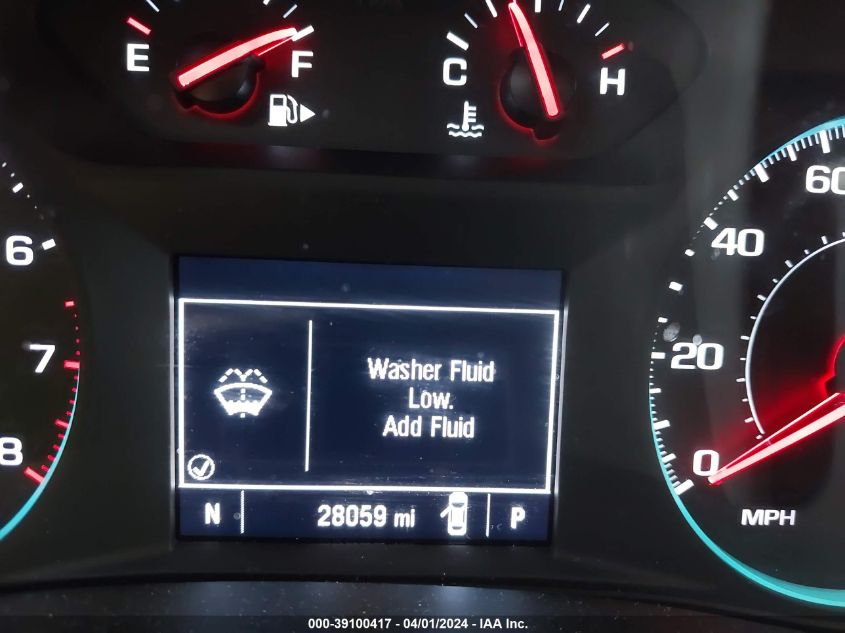 E
F
C
H
6
7
8
60
40
20
0
MPH
Washer Fluid
Low.
Add Fluid
N 28059 mi P
000-39100417 - 04/01/2024 - IAA Inc.